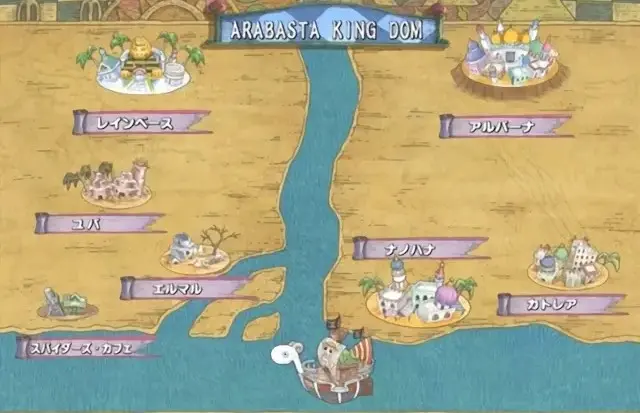 ARABASTA KING DOM
レインベース
アルバーナ
ユバ
ナノハナ
エルマル
カトレア
スパイダーズ・カフェ